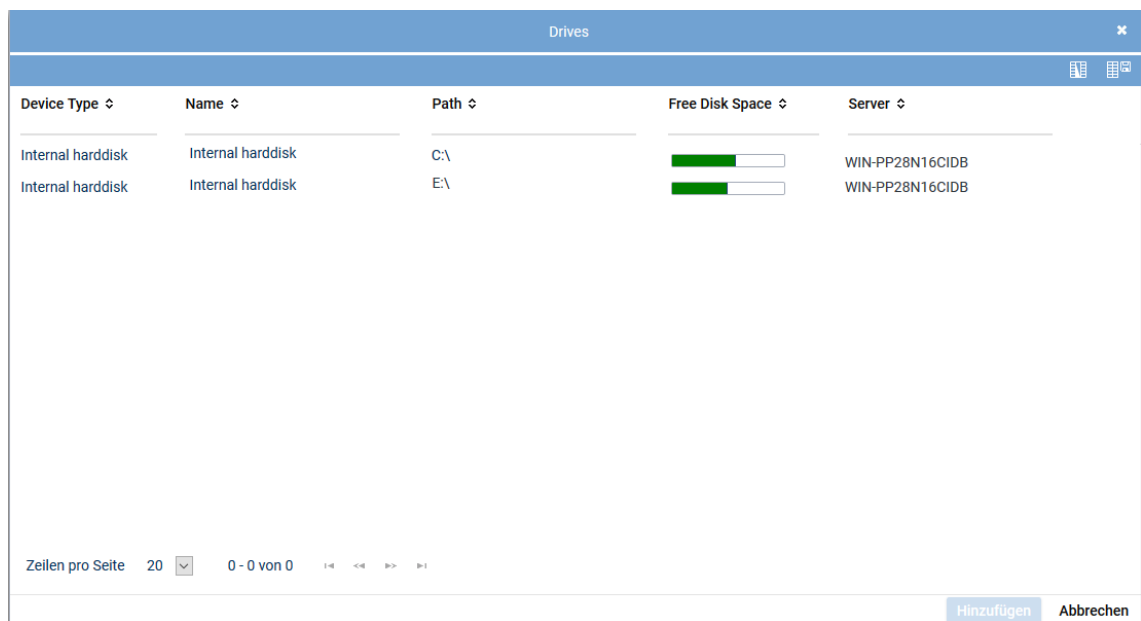 Drives
Device Type Name Path Free Disk Space Server
Internal harddisk Internal harddisk C:\ WIN-PP28N16CIDB
Internal harddisk Internal harddisk E:\ WIN-PP28N16CIDB
Zeilen pro Seite 20 0 - 0 von 0
Hinzufügen Abbrechen